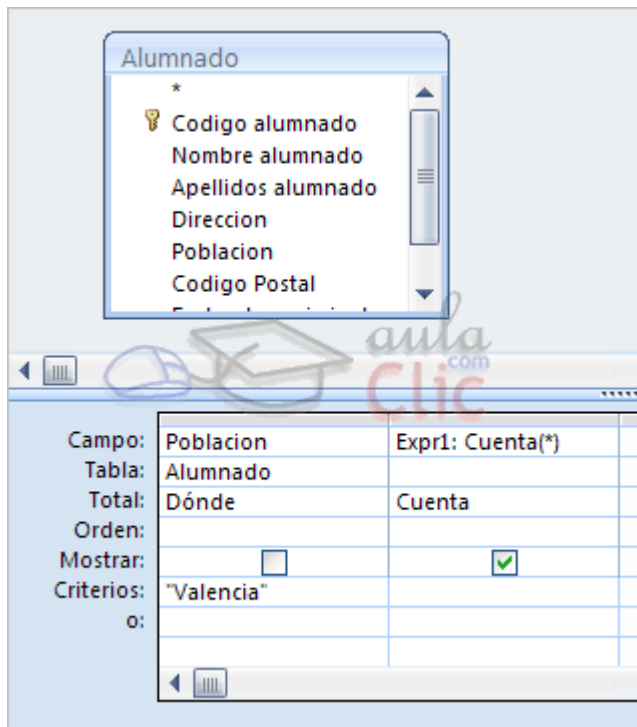 Alumnado
*
Codigo alumnado
Nombre alumnado
Apellidos alumnado
Direccion
Poblacion
Codigo Postal
aula
.com
Clic
Campo: Poblacion Expr1: Cuenta(*)
Tabla: Alumnado
Total: Dónde Cuenta
Orden:
Mostrar:
Criterios: "Valencia"
o: